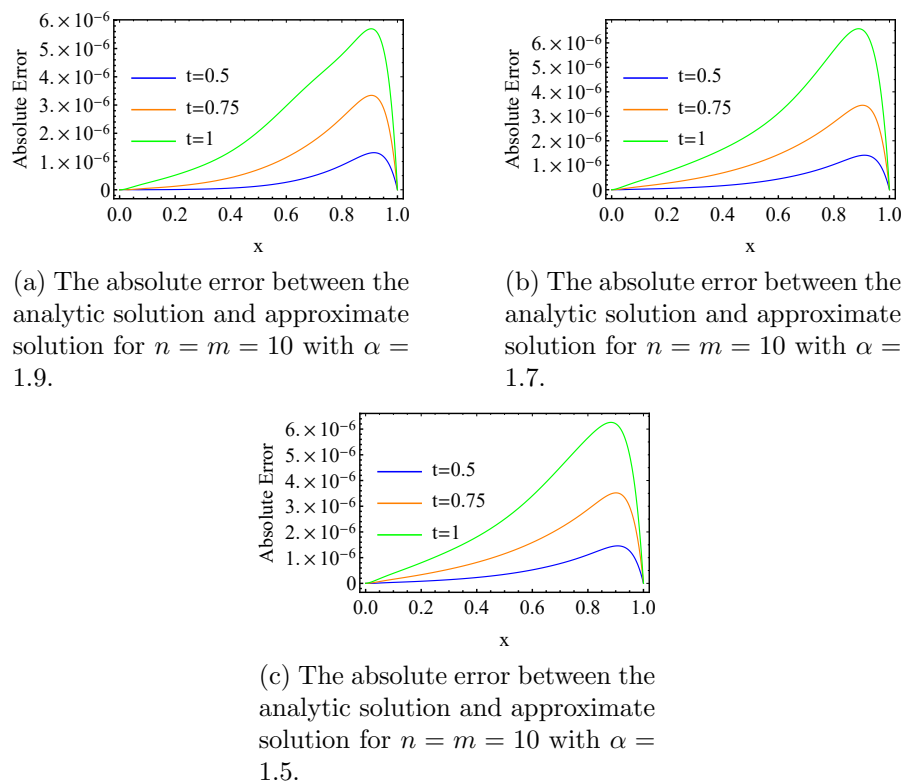 6.×10⁻⁶
5.×10⁻⁶
4.×10⁻⁶
3.×10⁻⁶
2.×10⁻⁶
1.×10⁻⁶
0
Absolute Error
t=0.5
t=0.75
t=1
0.0 0.2 0.4 0.6 0.8 1.0
x
(a) The absolute error between the
analytic solution and approximate
solution for n = m = 10 with α =
1.9.
6.×10⁻⁶
5.×10⁻⁶
4.×10⁻⁶
3.×10⁻⁶
2.×10⁻⁶
1.×10⁻⁶
0
Absolute Error
t=0.5
t=0.75
t=1
0.0 0.2 0.4 0.6 0.8 1.0
x
(b) The absolute error between the
analytic solution and approximate
solution for n = m = 10 with α =
1.7.
6.×10⁻⁶
5.×10⁻⁶
4.×10⁻⁶
3.×10⁻⁶
2.×10⁻⁶
1.×10⁻⁶
0
Absolute Error
t=0.5
t=0.75
t=1
0.0 0.2 0.4 0.6 0.8 1.0
x
(c) The absolute error between the
analytic solution and approximate
solution for n = m = 10 with α =
1.5.